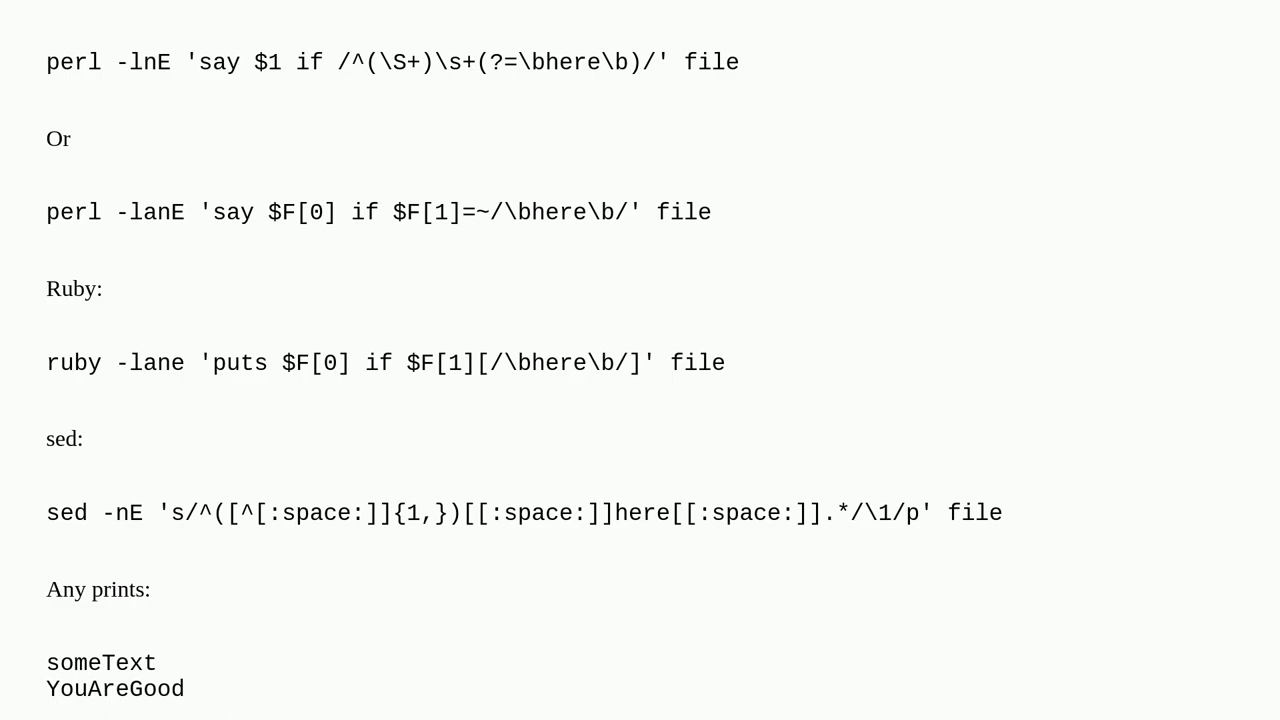 perl -lnE 'say $1 if /^(\S+)\s+(?=\bhere\b)/' file
Or
perl -lanE 'say $F[0] if $F[1]=~/\bhere\b/' file
Ruby:
ruby -lane 'puts $F[0] if $F[1][/\bhere\b/]' file
sed:
sed -nE 's/^([^[:space:]]{1,})[[:space:]]here[[:space:]].*/\1/p' file
Any prints:
someText
YouAreGood